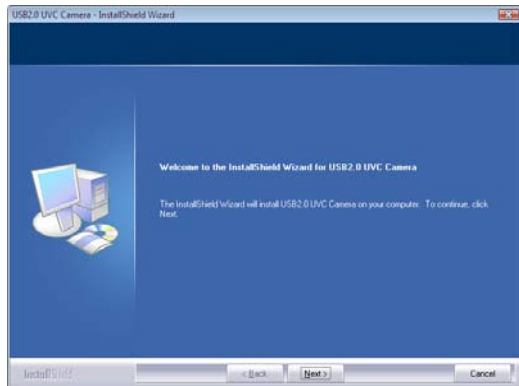 USB2.0 UVC Camera - InstallShield Wizard
Welcome to the InstallShield Wizard for USB2.0 UVC Camera
The InstallShield Wizard will install USB2.0 UVC Camera on your computer. To continue, click
Next.
InstallShield
< Back
Next >
Cancel